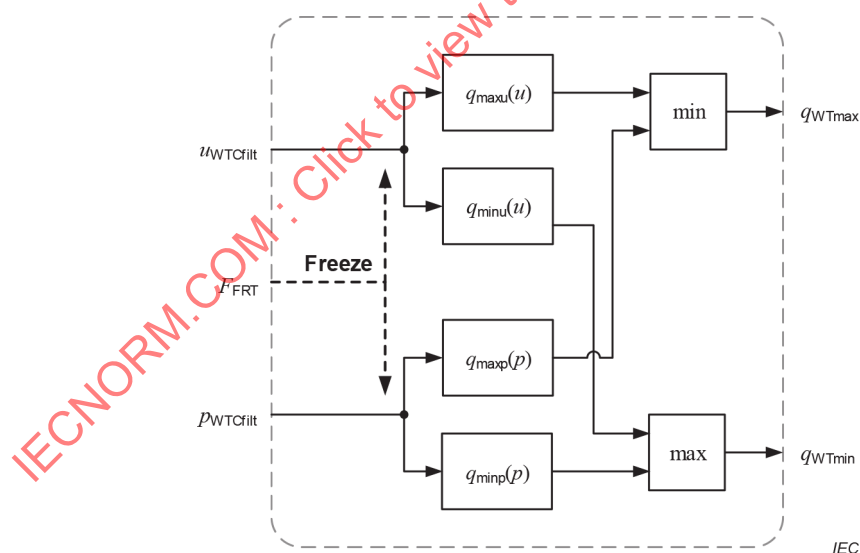 IECNORM.COM : Click to view t
q_maxu(u)
min
q_WTmax
u_WTCfilt
q_minu(u)
Freeze
F_FRT
q_maxp(p)
p_WTCfilt
q_minp(p)
max
q_WTmin
IEC